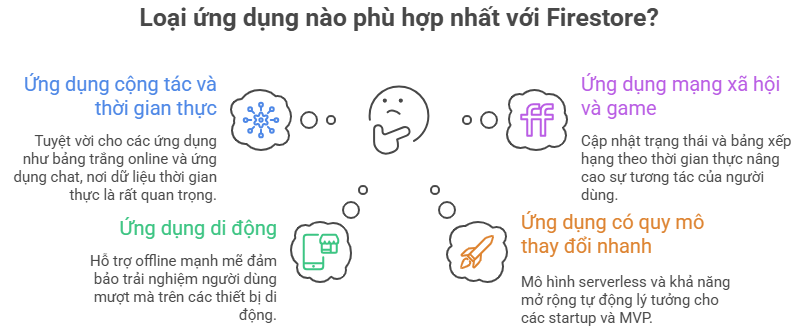 Loại ứng dụng nào phù hợp nhất với Firestore?
Ứng dụng cộng tác và
thời gian thực
Tuyệt vời cho các ứng dụng
như bảng trắng online và ứng
dụng chat, nơi dữ liệu thời gian
thực là rất quan trọng.
Ứng dụng mạng xã hội
và game
Cập nhật trạng thái và bảng xếp
hạng theo thời gian thực nâng
cao sự tương tác của người
dùng.
Ứng dụng di động
Hỗ trợ offline mạnh mẽ đảm
bảo trải nghiệm người dùng
mượt mà trên các thiết bị di
động.
Ứng dụng có quy mô
thay đổi nhanh
Mô hình serverless và khả năng
mở rộng tự động lý tưởng cho
các startup và MVP.